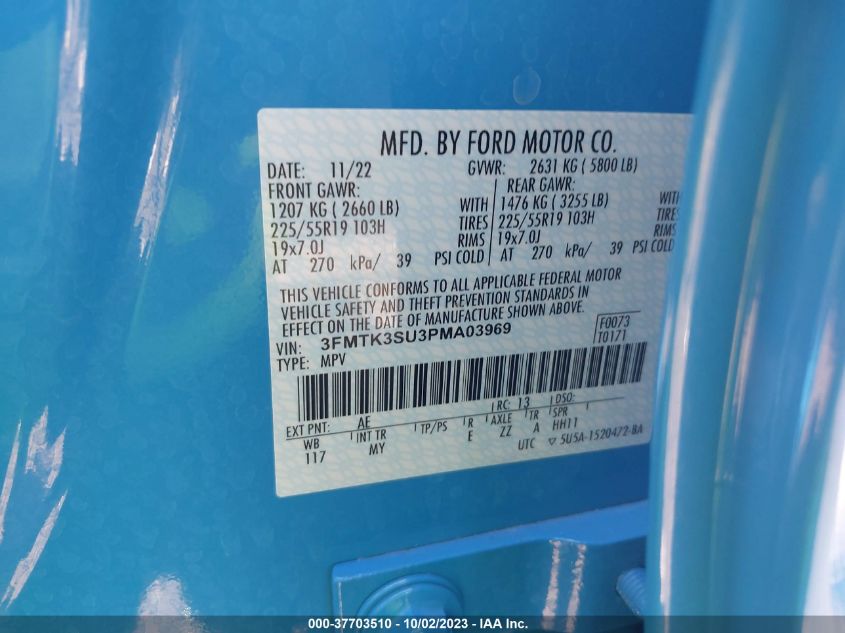 MFD. BY FORD MOTOR CO.
DATE: 11/22 GVWR: 2631 KG ( 5800 LB)
FRONT GAWR: REAR GAWR:
1207 KG ( 2660 LB) WITH 1476 KG ( 3255 LB) WITH
225/55R19 103H TIRES 225/55R19 103H TIRES
19x7.0J RIMS 19x7.0J RIMS
AT 270 kPa/ 39 PSI COLD AT 270 kPa/ 39 PSI COLD
THIS VEHICLE CONFORMS TO ALL APPLICABLE FEDERAL MOTOR
VEHICLE SAFETY AND THEFT PREVENTION STANDARDS IN
EFFECT ON THE DATE OF MANUFACTURE SHOWN ABOVE.
VIN: 3FMTK3SU3PMA03969 F0073
TYPE: MPV T0171
EXT PNT: AE RC: 13 DSO:
WB INT TR TP/PS R AXLE TR SPR
117 MY E ZZ A HH11
UTC ▽ 5U5A-1520472-BA
000-37703510 - 10/02/2023 - IAA Inc.